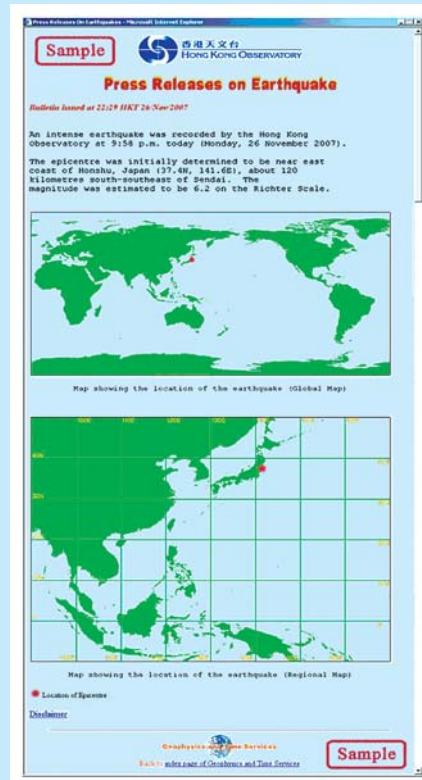 Press Releases On Earthquakes - Microsoft Internet Explorer
Sample
香港天文台
HONG KONG OBSERVATORY
Press Releases on Earthquake
Bulletin Issued at 22:29 HKT 26/Nov/2007
An intense earthquake was recorded by the Hong Kong
Observatory at 9:58 p.m. today (Monday, 26 November 2007).
The epicentre was initially determined to be near east
coast of Honshu, Japan (37.4N, 141.6E), about 120
kilometres south-southeast of Sendai.  The
magnitude was estimated to be 6.2 on the Richter Scale.
Map showing the location of the earthquake (Global Map)
Map showing the location of the earthquake (Regional Map)
Location of Epicentre
Disclaimer
Geophysics and Time Services
Back to index page of Geophysics and Time Services
Sample